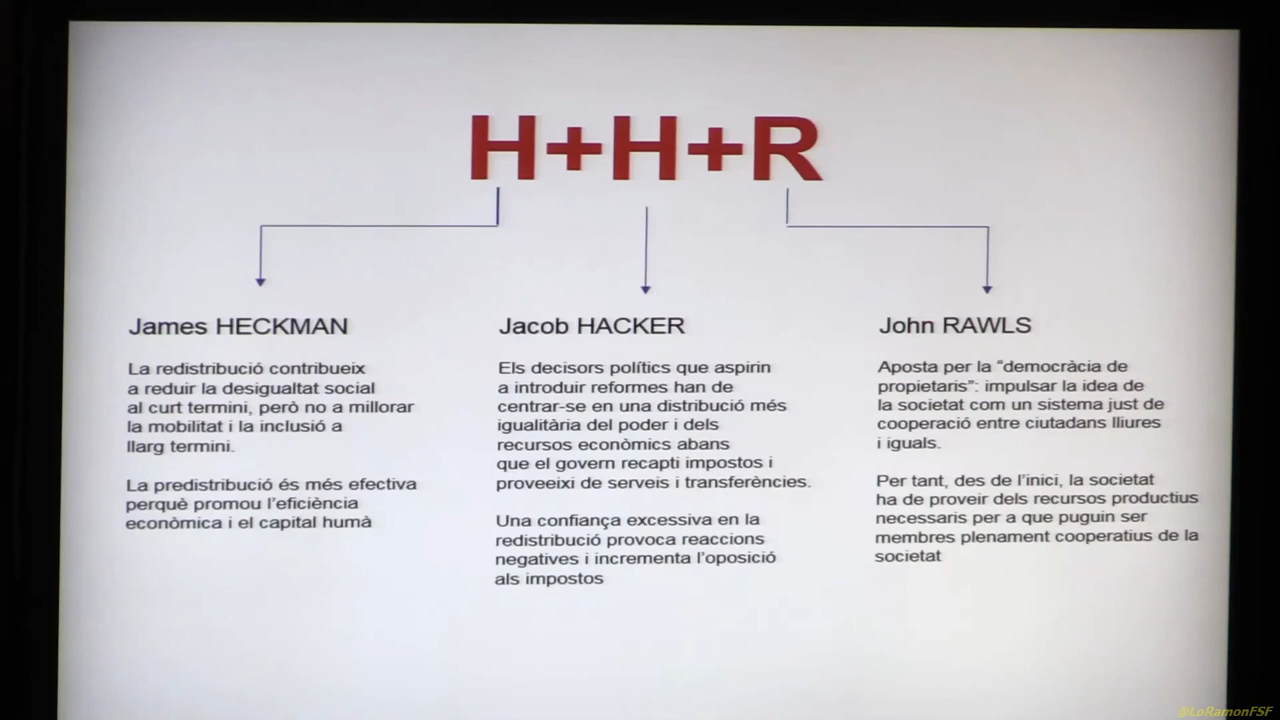 H+H+R
James HECKMAN
La redistribució contribueix
a reduir la desigualtat social
al curt termini, però no a millorar
la mobilitat i la inclusió a
llarg termini.
La predistribució és més efectiva
perquè promou l'eficiència
econòmica i el capital humà
Jacob HACKER
Els decisors polítics que aspirin
a introduir reformes han de
centrar-se en una distribució més
igualitària del poder i dels
recursos econòmics abans
que el govern recapti impostos i
proveeixi de serveis i transferències.
Una confiança excessiva en la
redistribució provoca reaccions
negatives i incrementa l'oposició
als impostos
John RAWLS
Aposta per la “democràcia de
propietaris”: impulsar la idea de
la societat com un sistema just de
cooperació entre ciutadans lliures
i iguals.
Per tant, des de l'inici, la societat
ha de proveir dels recursos productius
necessaris per a que puguin ser
membres plenament cooperatius de la
societat
@LoRamonFSF